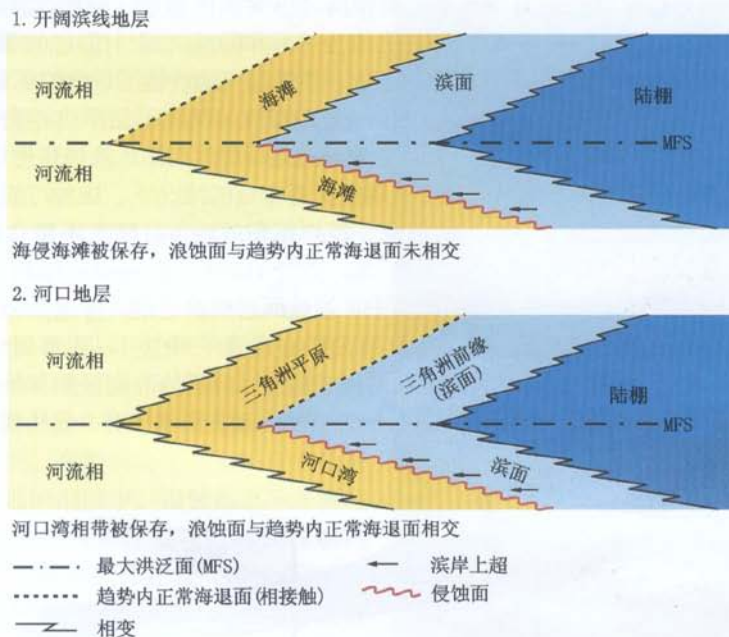 1. 开阔滨线地层
河流相
海滩
滨面
陆棚
MFS
河流相
海滩
海侵海滩被保存，浪蚀面与趋势内正常海退面未相交
2. 河口地层
河流相
三角洲平原
三角洲前缘
(滨面)
陆棚
MFS
河流相
河口湾
滨面
河口湾相带被保存，浪蚀面与趋势内正常海退面相交
最大洪泛面(MFS)
滨岸上超
趋势内正常海退面(相接触)
侵蚀面
相变